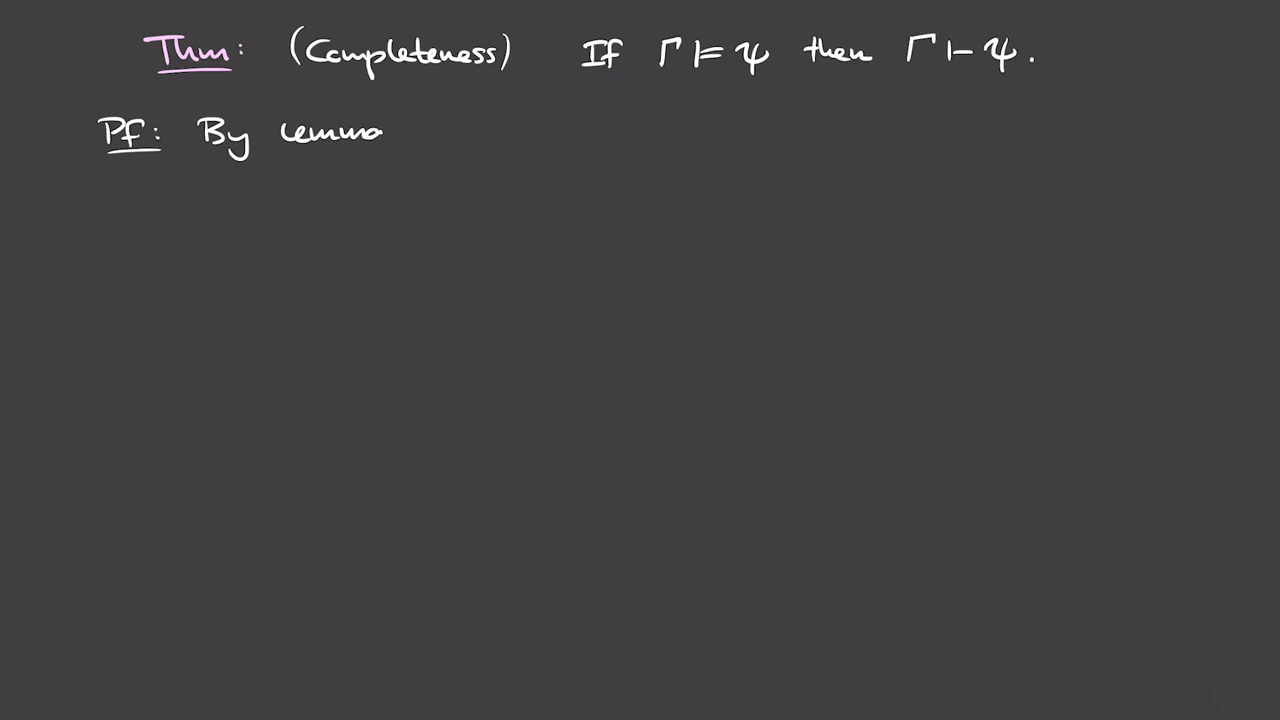 Thm: (Completeness) If Γ ⊨ ψ then Γ ⊢ ψ.
Pf: By lemma